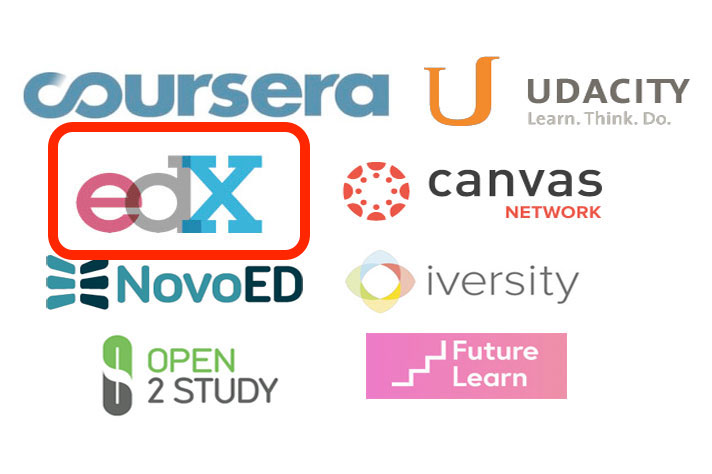 coursera
UDACITY
Learn. Think. Do.
edX
canvas
NETWORK
NovoED
iversity
OPEN
2 STUDY
Future
Learn